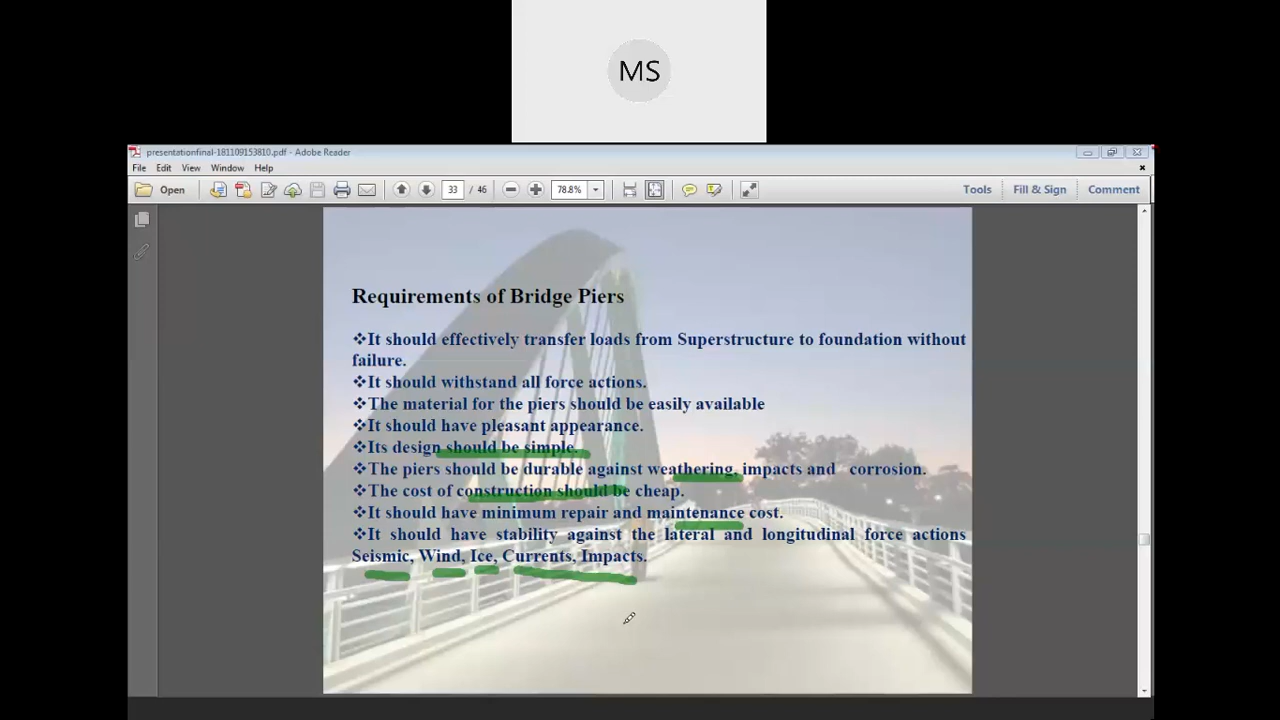 MS
presentationfinal-181109153810.pdf - Adobe Reader
File Edit View Window Help
Open 33 / 46 78.8% Tools Fill & Sign Comment
Requirements of Bridge Piers
❖It should effectively transfer loads from Superstructure to foundation without
failure.
❖It should withstand all force actions.
❖The material for the piers should be easily available
❖It should have pleasant appearance.
❖Its design should be simple.
❖The piers should be durable against weathering, impacts and corrosion.
❖The cost of construction should be cheap.
❖It should have minimum repair and maintenance cost.
❖It should have stability against the lateral and longitudinal force actions
Seismic, Wind, Ice, Currents, Impacts.